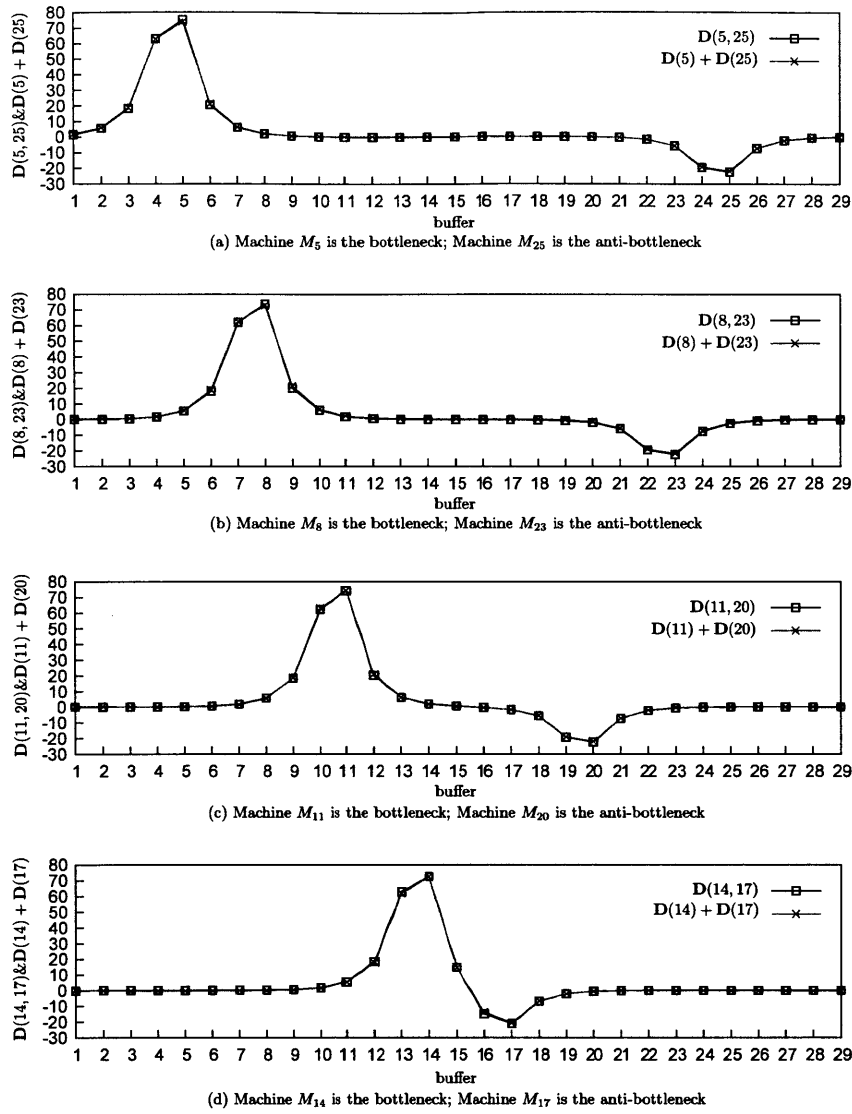 D(5, 25)&D(5) + D(25)
80
70
60
50
40
30
20
10
0
-10
-20
-30
D(5, 25)
D(5) + D(25)
1 2 3 4 5 6 7 8 9 10 11 12 13 14 15 16 17 18 19 20 21 22 23 24 25 26 27 28 29
buffer
(a) Machine M₅ is the bottleneck; Machine M₂₅ is the anti-bottleneck
D(8, 23)&D(8) + D(23)
80
70
60
50
40
30
20
10
0
-10
-20
-30
D(8, 23)
D(8) + D(23)
1 2 3 4 5 6 7 8 9 10 11 12 13 14 15 16 17 18 19 20 21 22 23 24 25 26 27 28 29
buffer
(b) Machine M₈ is the bottleneck; Machine M₂₃ is the anti-bottleneck
D(11, 20)&D(11) + D(20)
80
70
60
50
40
30
20
10
0
-10
-20
-30
D(11, 20)
D(11) + D(20)
1 2 3 4 5 6 7 8 9 10 11 12 13 14 15 16 17 18 19 20 21 22 23 24 25 26 27 28 29
buffer
(c) Machine M₁₁ is the bottleneck; Machine M₂₀ is the anti-bottleneck
D(14, 17)&D(14) + D(17)
80
70
60
50
40
30
20
10
0
-10
-20
-30
D(14, 17)
D(14) + D(17)
1 2 3 4 5 6 7 8 9 10 11 12 13 14 15 16 17 18 19 20 21 22 23 24 25 26 27 28 29
buffer
(d) Machine M₁₄ is the bottleneck; Machine M₁₇ is the anti-bottleneck